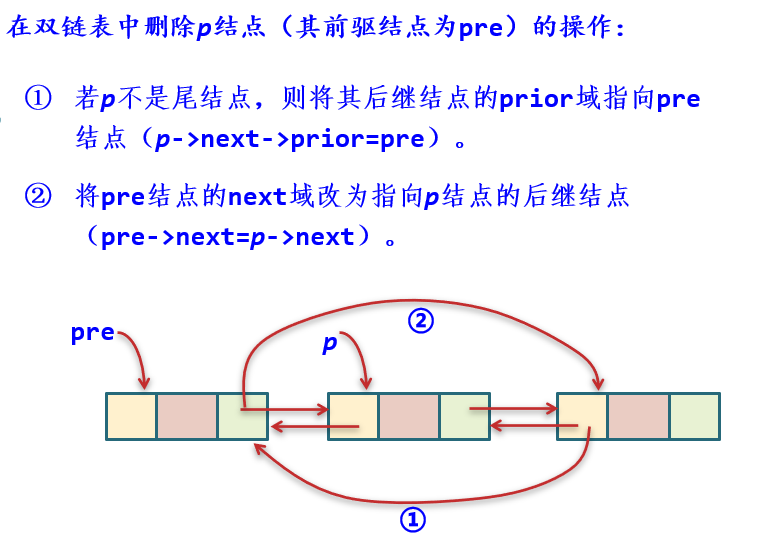 在双链表中删除p结点（其前驱结点为pre）的操作：
① 若p不是尾结点，则将其后继结点的prior域指向pre
结点（p->next->prior=pre）。
② 将pre结点的next域改为指向p结点的后继结点
（pre->next=p->next）。
②
pre
p
①